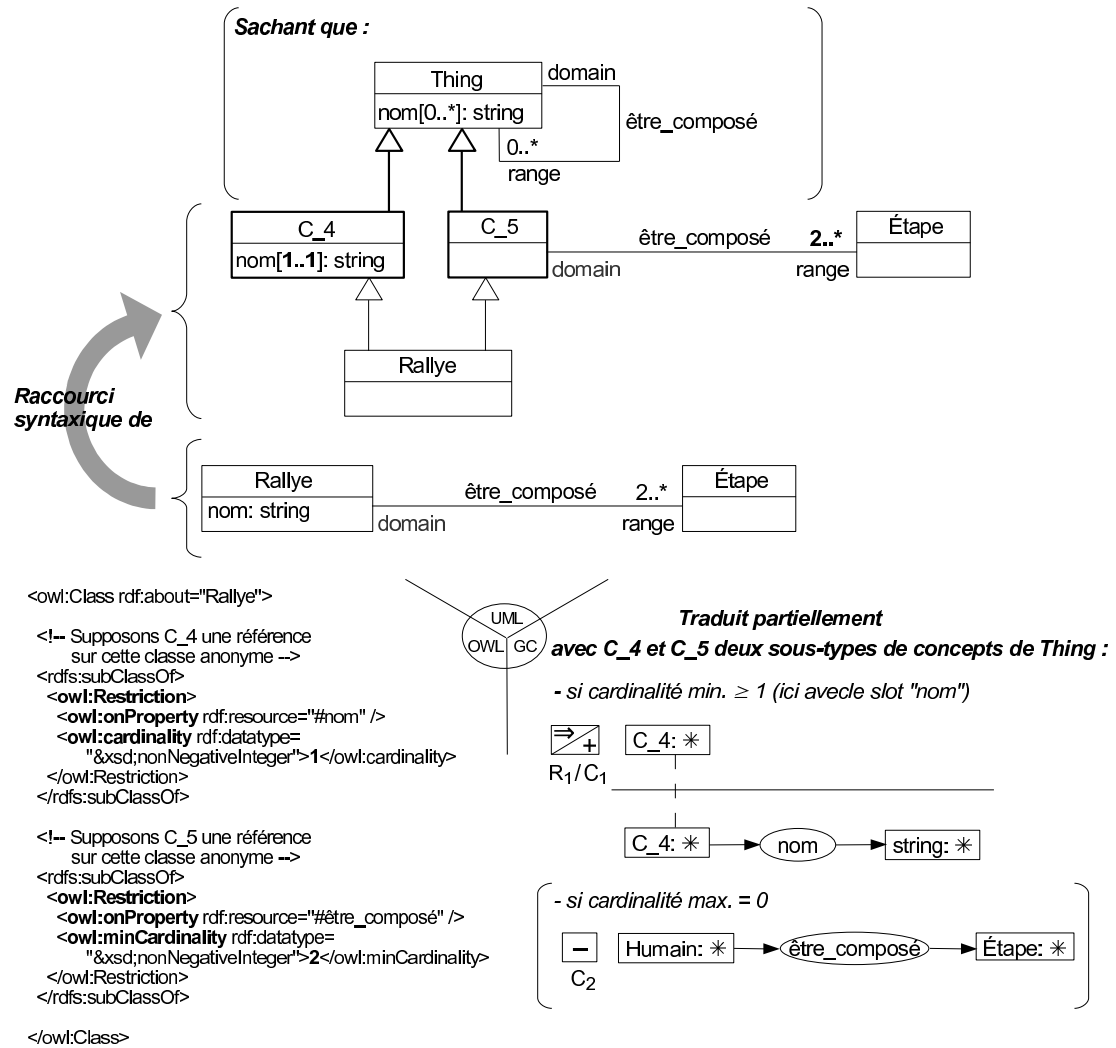 Sachant que :
Thing
nom[0..*]: string
domain
être_composé
0..*
range
C_4
nom[1..1]: string
C_5
être_composé
2..*
domain
range
Étape
Rallye
Raccourci
syntaxique de
Rallye
nom: string
être_composé
2..*
domain
range
Étape
<owl:Class rdf:about="Rallye">
<!-- Supposons C_4 une référence
sur cette classe anonyme -->
<rdfs:subClassOf>
<owl:Restriction>
<owl:onProperty rdf:resource="#nom" />
<owl:cardinality rdf:datatype=
"&xsd;nonNegativeInteger">1</owl:cardinality>
</owl:Restriction>
</rdfs:subClassOf>
<!-- Supposons C_5 une référence
sur cette classe anonyme -->
<rdfs:subClassOf>
<owl:Restriction>
<owl:onProperty rdf:resource="#être_composé" />
<owl:minCardinality rdf:datatype=
"&xsd;nonNegativeInteger">2</owl:minCardinality>
</owl:Restriction>
</rdfs:subClassOf>
</owl:Class>
UML
OWL
GC
Traduit partiellement
avec C_4 et C_5 deux sous-types de concepts de Thing :
- si cardinalité min. ≥ 1 (ici avecle slot "nom")
⇒ +
R1/C1
C_4: ✳
C_4: ✳
nom
string: ✳
- si cardinalité max. = 0
−
C2
Humain: ✳
être_composé
Étape: ✳